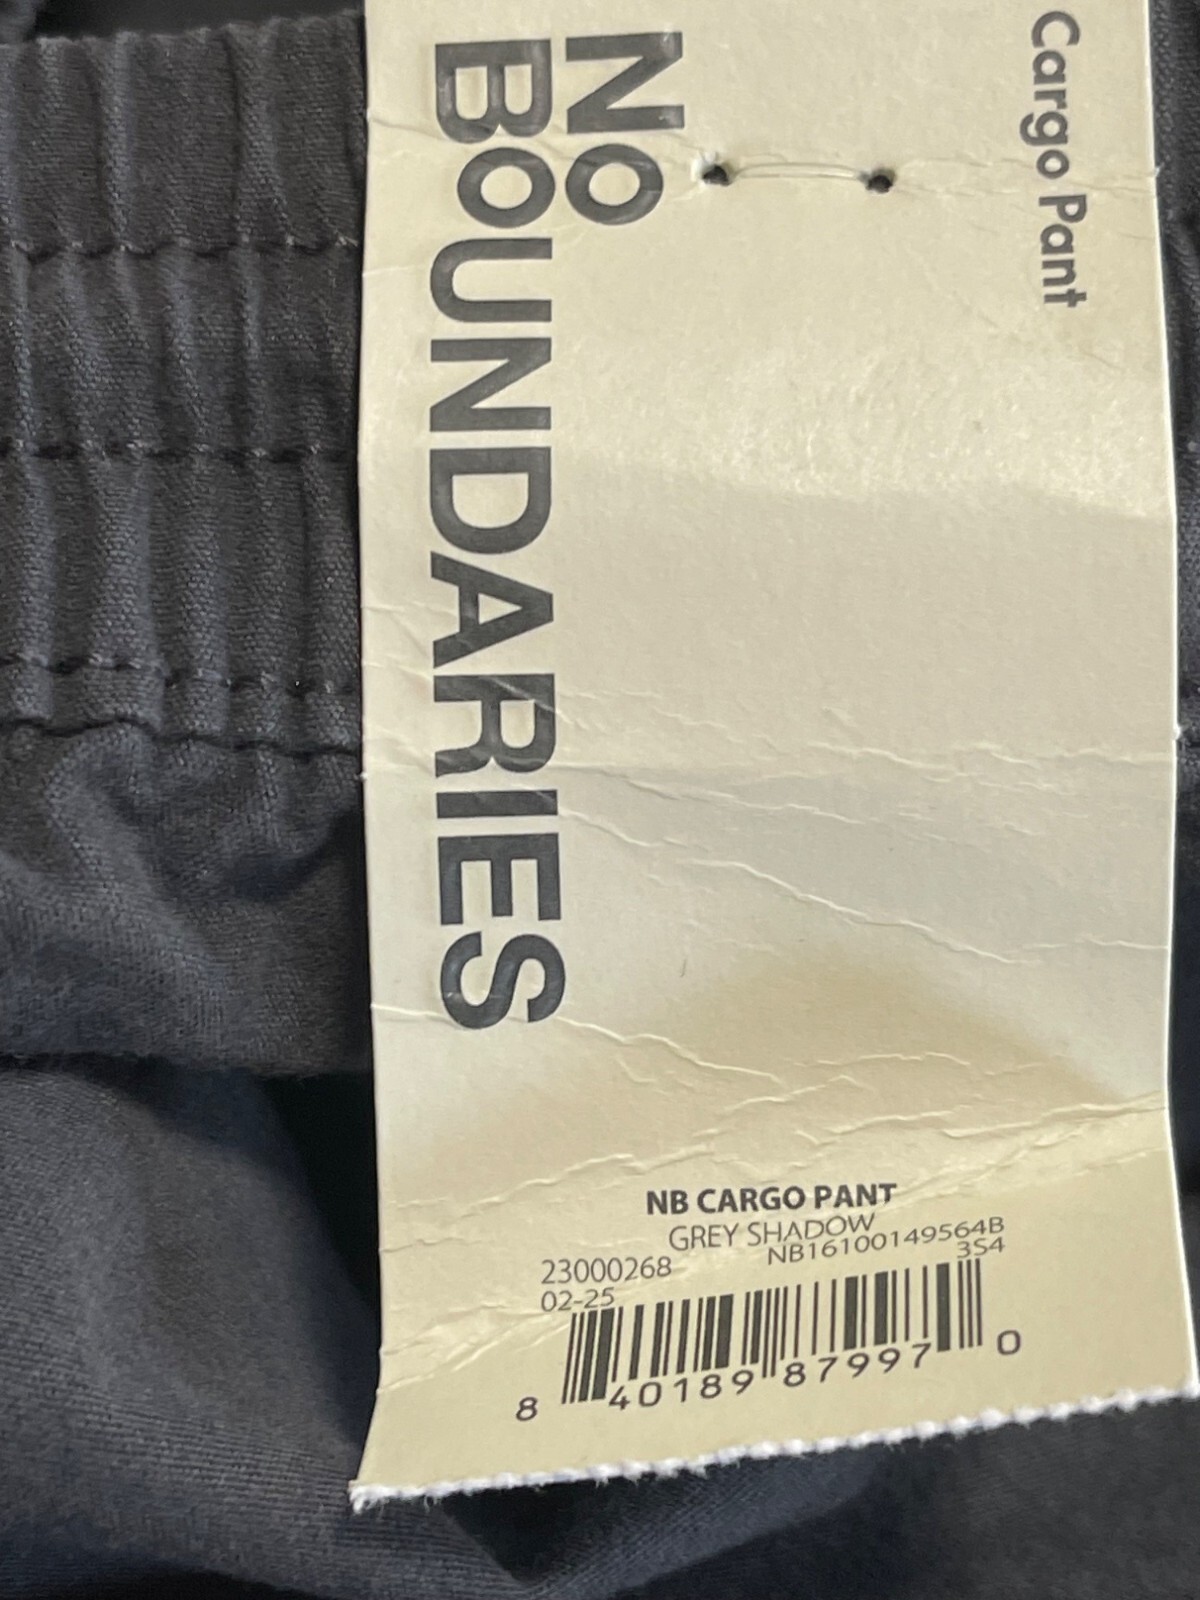 Cargo Pant
NO
BOUNDARIES
NB CARGO PANT
GREY SHADOW
23000268 NB16100149564B
02-25 3S4
8 40189 87997 0